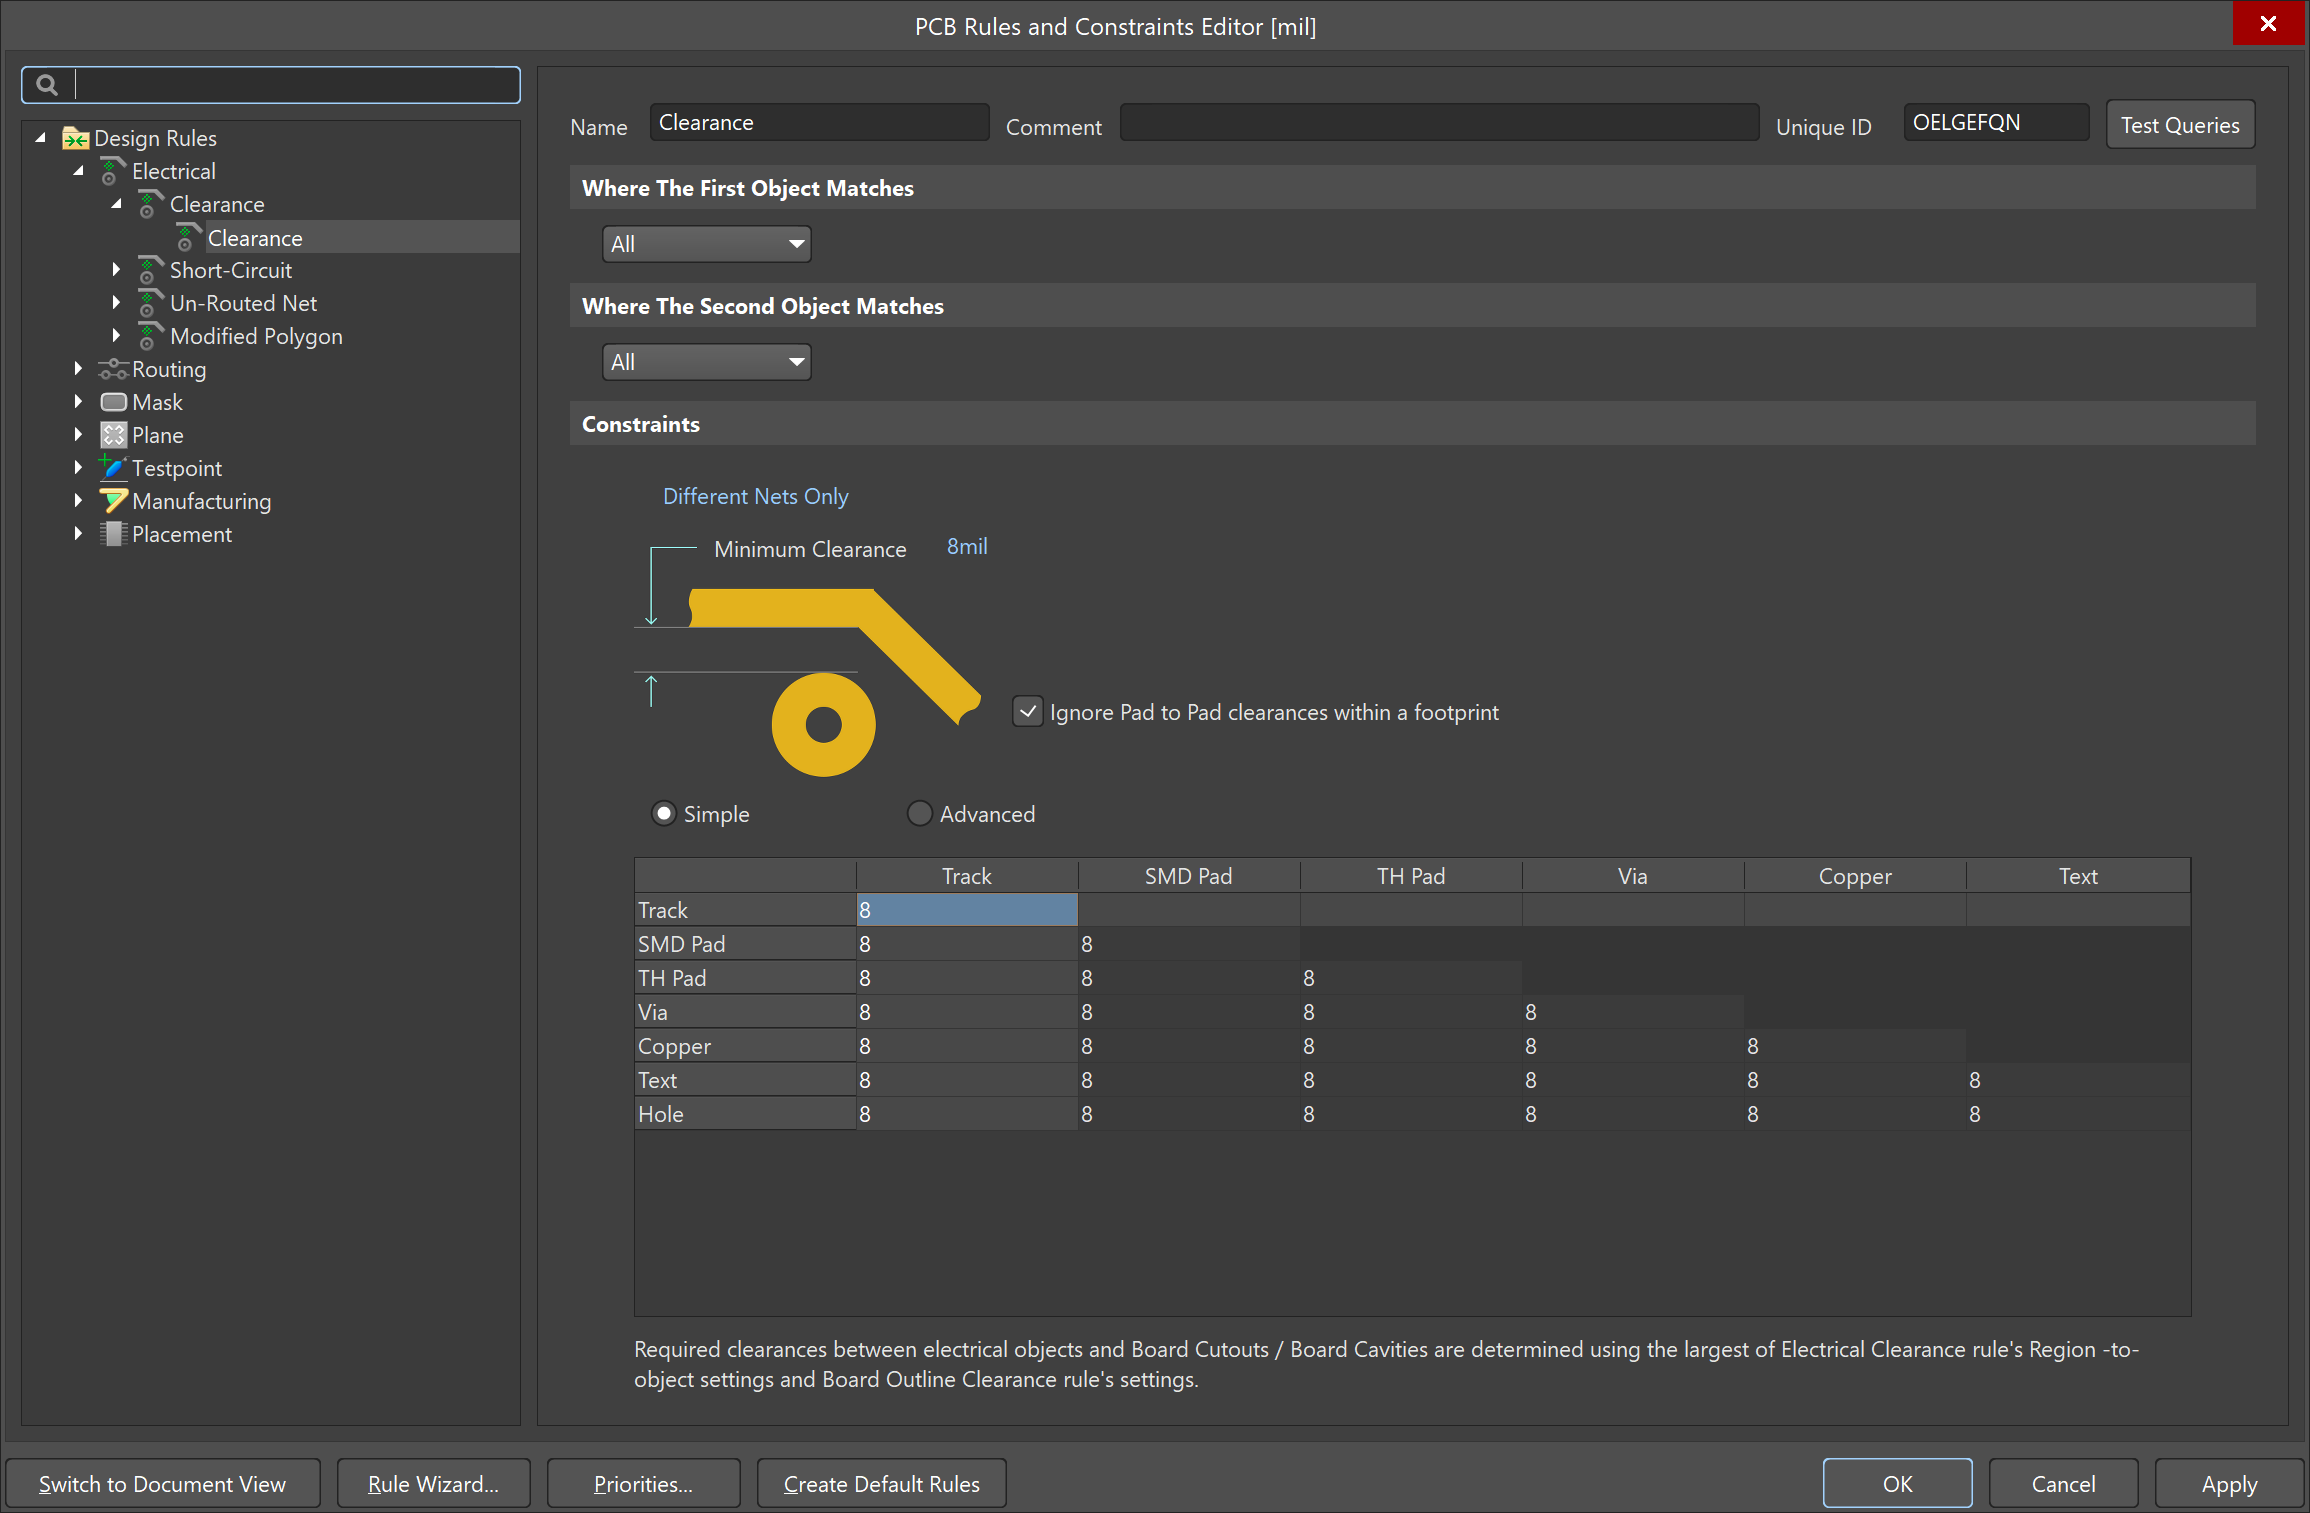 PCB Rules and Constraints Editor [mil]
Design Rules
Electrical
Clearance
Clearance
Short-Circuit
Un-Routed Net
Modified Polygon
Routing
Mask
Plane
Testpoint
Manufacturing
Placement
Name Clearance Comment Unique ID OELGEFQN Test Queries
Where The First Object Matches
All
Where The Second Object Matches
All
Constraints
Different Nets Only
Minimum Clearance 8mil
Ignore Pad to Pad clearances within a footprint
Simple Advanced
Track SMD Pad TH Pad Via Copper Text
Track 8
SMD Pad 8 8
TH Pad 8 8 8
Via 8 8 8 8
Copper 8 8 8 8 8
Text 8 8 8 8 8 8
Hole 8 8 8 8 8 8
Required clearances between electrical objects and Board Cutouts / Board Cavities are determined using the largest of Electrical Clearance rule's Region -to-
object settings and Board Outline Clearance rule's settings.
Switch to Document View Rule Wizard... Priorities... Create Default Rules OK Cancel Apply